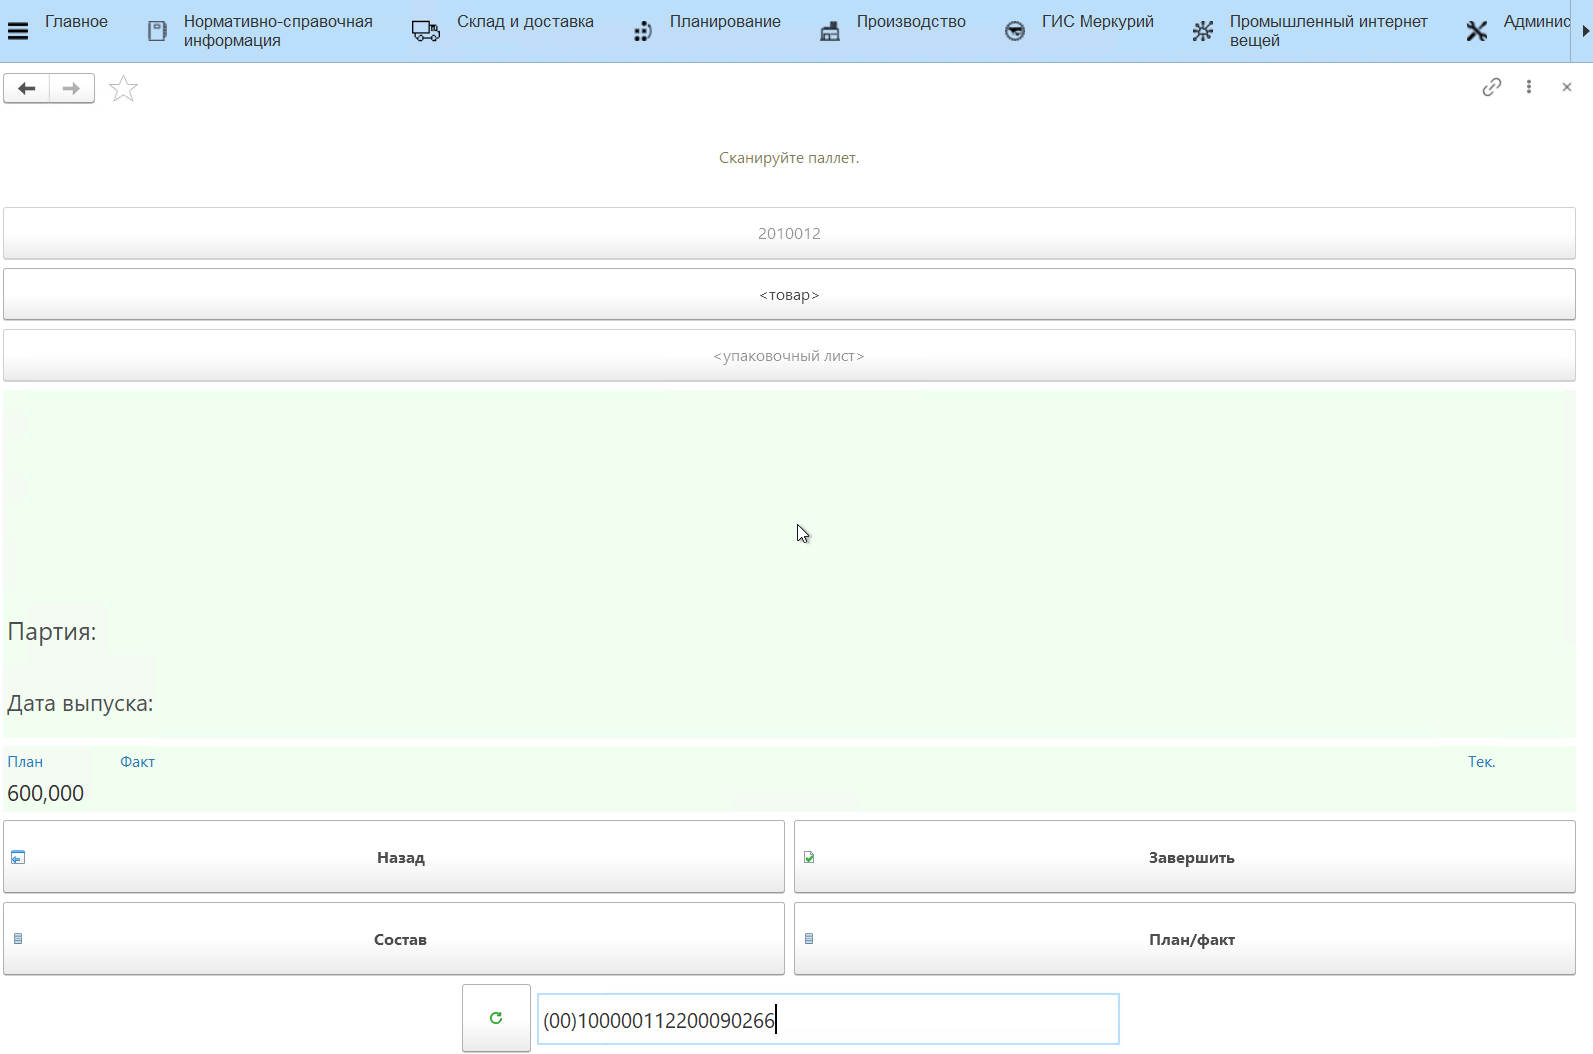 Главное
Нормативно-справочная
информация
Склад и доставка
Планирование
Производство
ГИС Меркурий
Промышленный интернет
вещей
Админис
Сканируйте паллет.
2010012
<товар>
<упаковочный лист>
Партия:
Дата выпуска:
План Факт Тек.
600,000
Назад Завершить
Состав План/факт
(00)100000112200090266